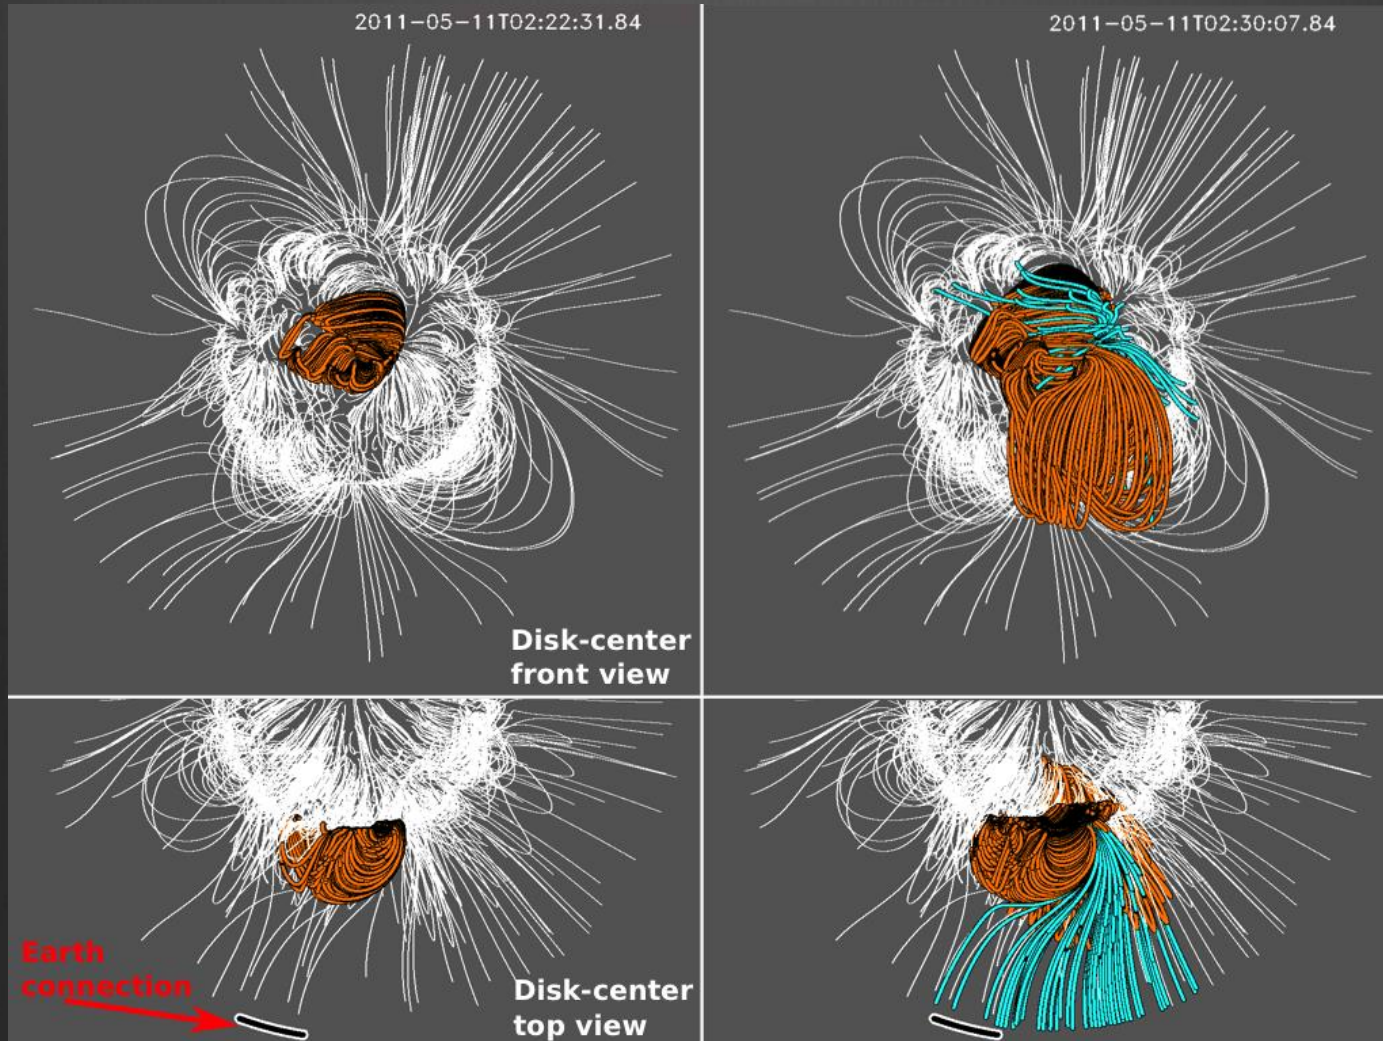 2011-05-11T02:22:31.84
2011-05-11T02:30:07.84
Disk-center
front view
Earth
connection
Disk-center
top view